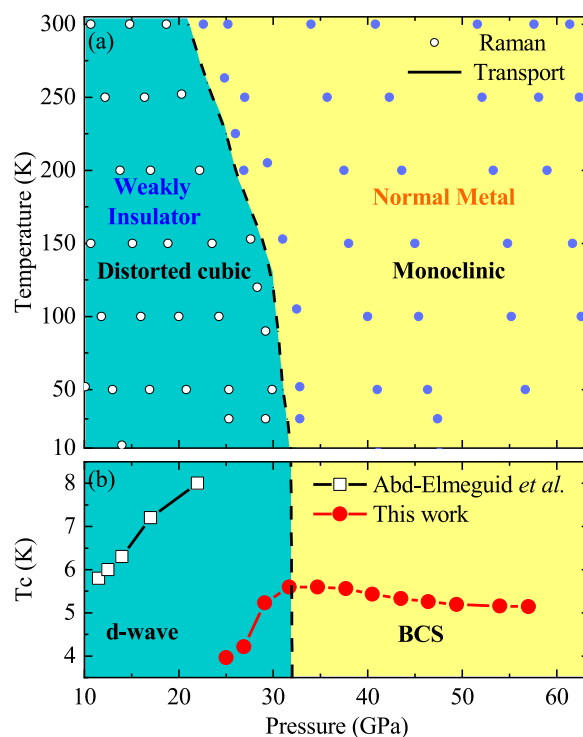 300
(a)
Raman
Transport
250
200
Weakly
Insulator
Normal Metal
150
Distorted cubic
Monoclinic
100
50
10
Temperature (K)
(b)
Abd-Elmeguid et al.
This work
8
7
6
5
4
d-wave
BCS
Tc (K)
10 20 30 40 50 60
Pressure (GPa)